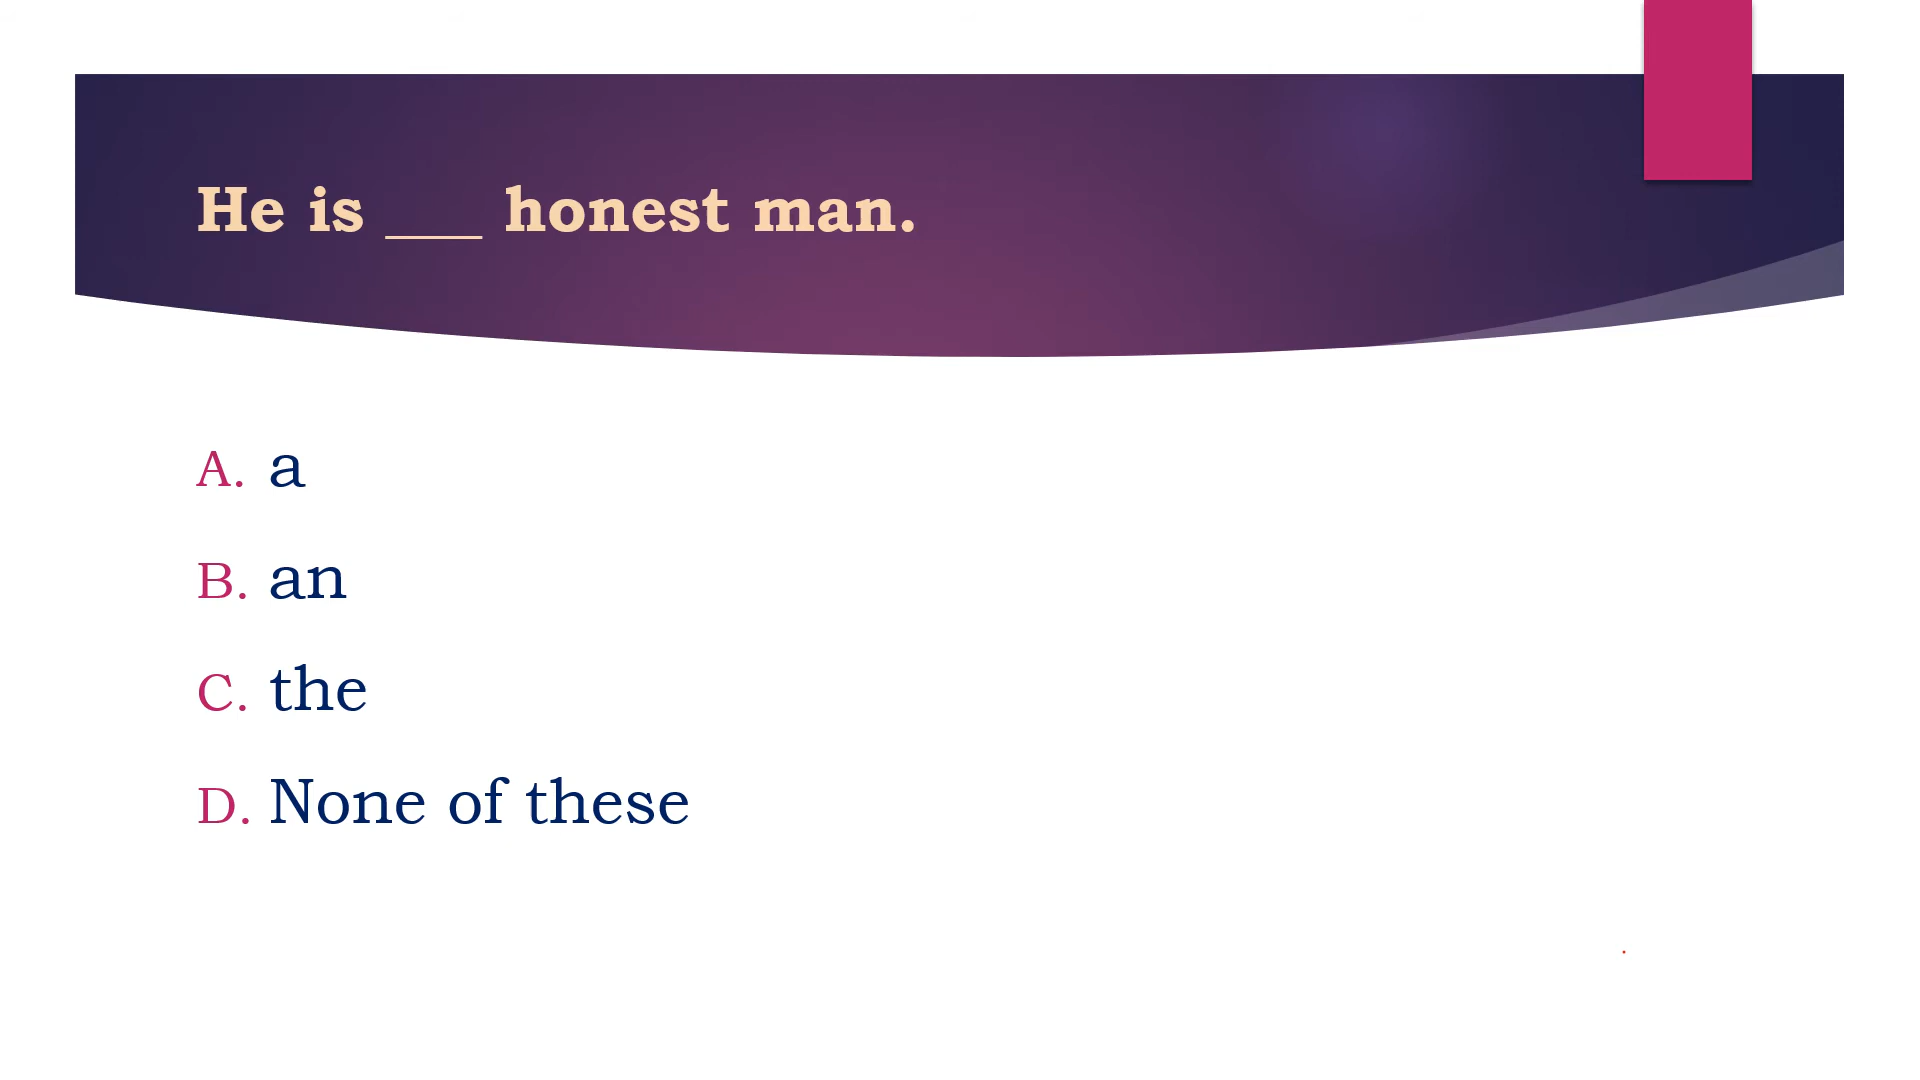 He is ___ honest man.
A. a
B. an
C. the
D. None of these